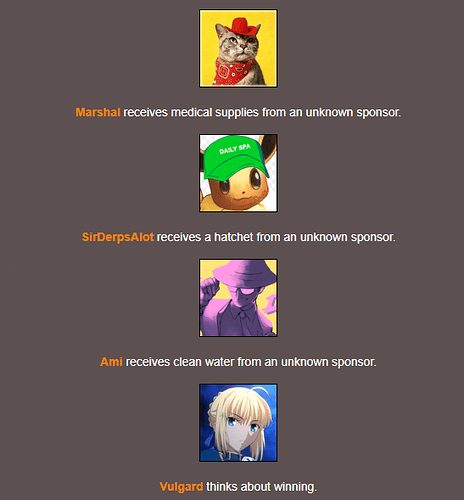 Marshal receives medical supplies from an unknown sponsor.
DAILY SPA
SirDerpsAlot receives a hatchet from an unknown sponsor.
Ami receives clean water from an unknown sponsor.
Vulgard thinks about winning.